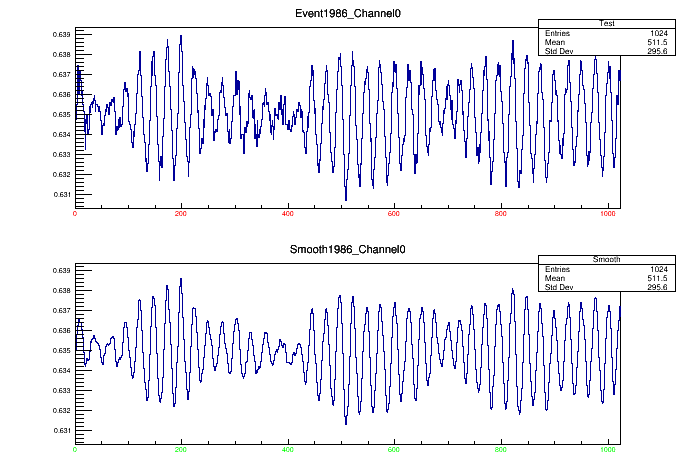 Event1986_Channel0
Test
Entries 1024
Mean 511.5
Std Dev 295.6
0.639
0.638
0.637
0.636
0.635
0.634
0.633
0.632
0.631
0 200 400 600 800 1000
Smooth1986_Channel0
Smooth
Entries 1024
Mean 511.5
Std Dev 295.6
0.639
0.638
0.637
0.636
0.635
0.634
0.633
0.632
0.631
0 200 400 600 800 1000